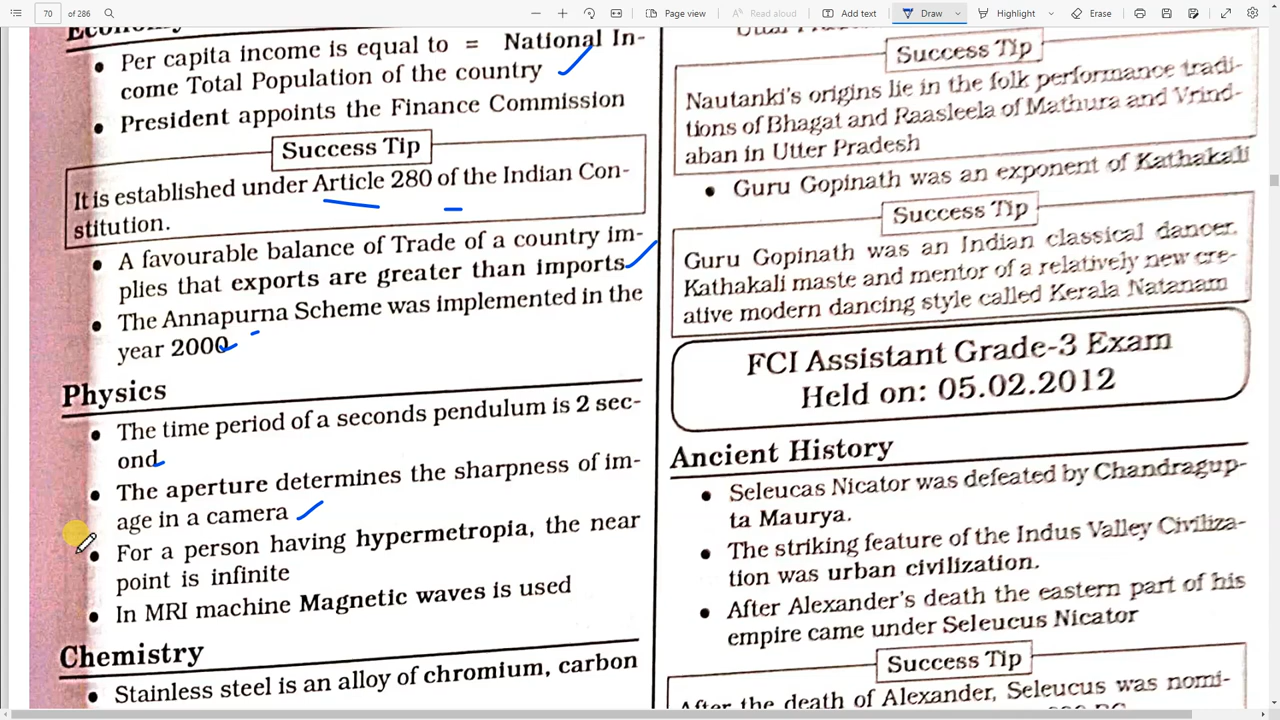 70 of 286
Page view
Read aloud
Add text
Draw
Highlight
Erase
Economy
• Per capita income is equal to = National In-
come Total Population of the country
• President appoints the Finance Commission
Success Tip
It is established under Article 280 of the Indian Con-
stitution.
• A favourable balance of Trade of a country im-
plies that exports are greater than imports
• The Annapurna Scheme was implemented in the
year 2000
Physics
• The time period of a seconds pendulum is 2 sec-
ond
• The aperture determines the sharpness of im-
age in a camera
• For a person having hypermetropia, the near
point is infinite
• In MRI machine Magnetic waves is used
Chemistry
• Stainless steel is an alloy of chromium, carbon
Success Tip
Nautanki's origins lie in the folk performance tradi-
tions of Bhagat and Raasleela of Mathura and Vrind-
aban in Utter Pradesh
• Guru Gopinath was an exponent of Kathakali
Success Tip
Guru Gopinath was an Indian classical dancer,
Kathakali maste and mentor of a relatively new cre-
ative modern dancing style called Kerala Natanam
FCI Assistant Grade-3 Exam
Held on: 05.02.2012
Ancient History
• Seleucas Nicator was defeated by Chandragup-
ta Maurya.
• The striking feature of the Indus Valley Civiliza-
tion was urban civilization.
• After Alexander's death the eastern part of his
empire came under Seleucus Nicator
Success Tip
After the death of Alexander, Seleucus was nomi-